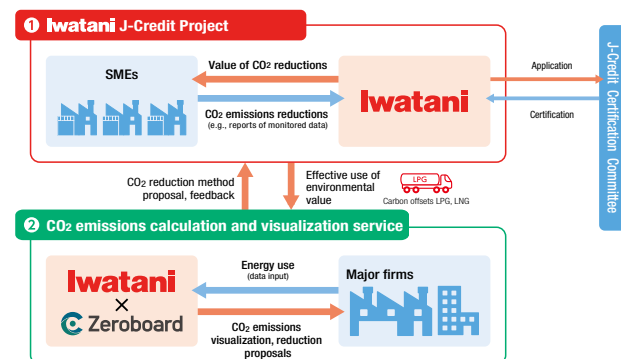 ❶ Iwatani J-Credit Project
SMEs
Value of CO2 reductions
CO2 emissions reductions
(e.g., reports of monitored data)
Iwatani
Application
Certification
J-Credit Certification Committee
CO2 reduction method
proposal, feedback
Effective use of
environmental
value
LPG
Carbon offsets LPG, LNG
❷ CO2 emissions calculation and visualization service
Iwatani
×
Zeroboard
Energy use
(data input)
CO2 emissions
visualization, reduction
proposals
Major firms